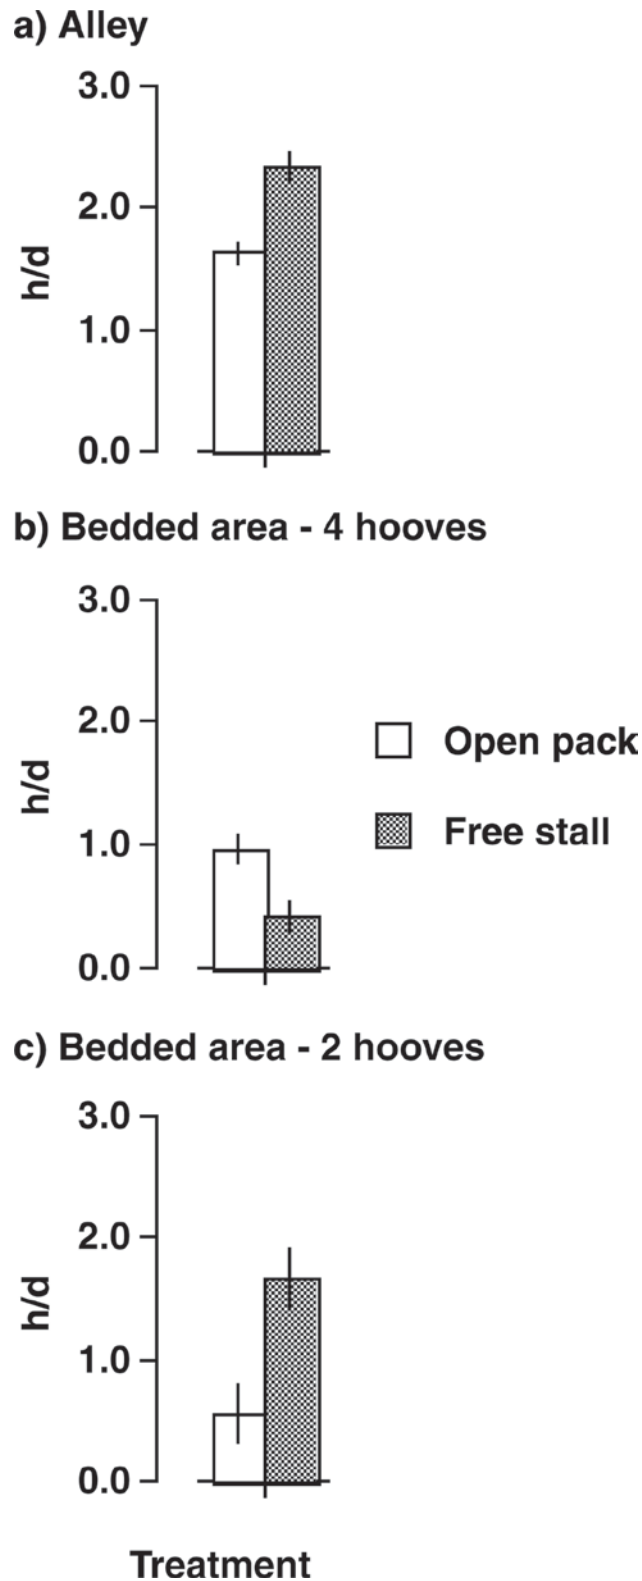 a) Alley
3.0
2.0
h/d
1.0
0.0
b) Bedded area - 4 hooves
3.0
2.0
Open pack
h/d
Free stall
1.0
0.0
c) Bedded area - 2 hooves
3.0
2.0
h/d
1.0
0.0
Treatment